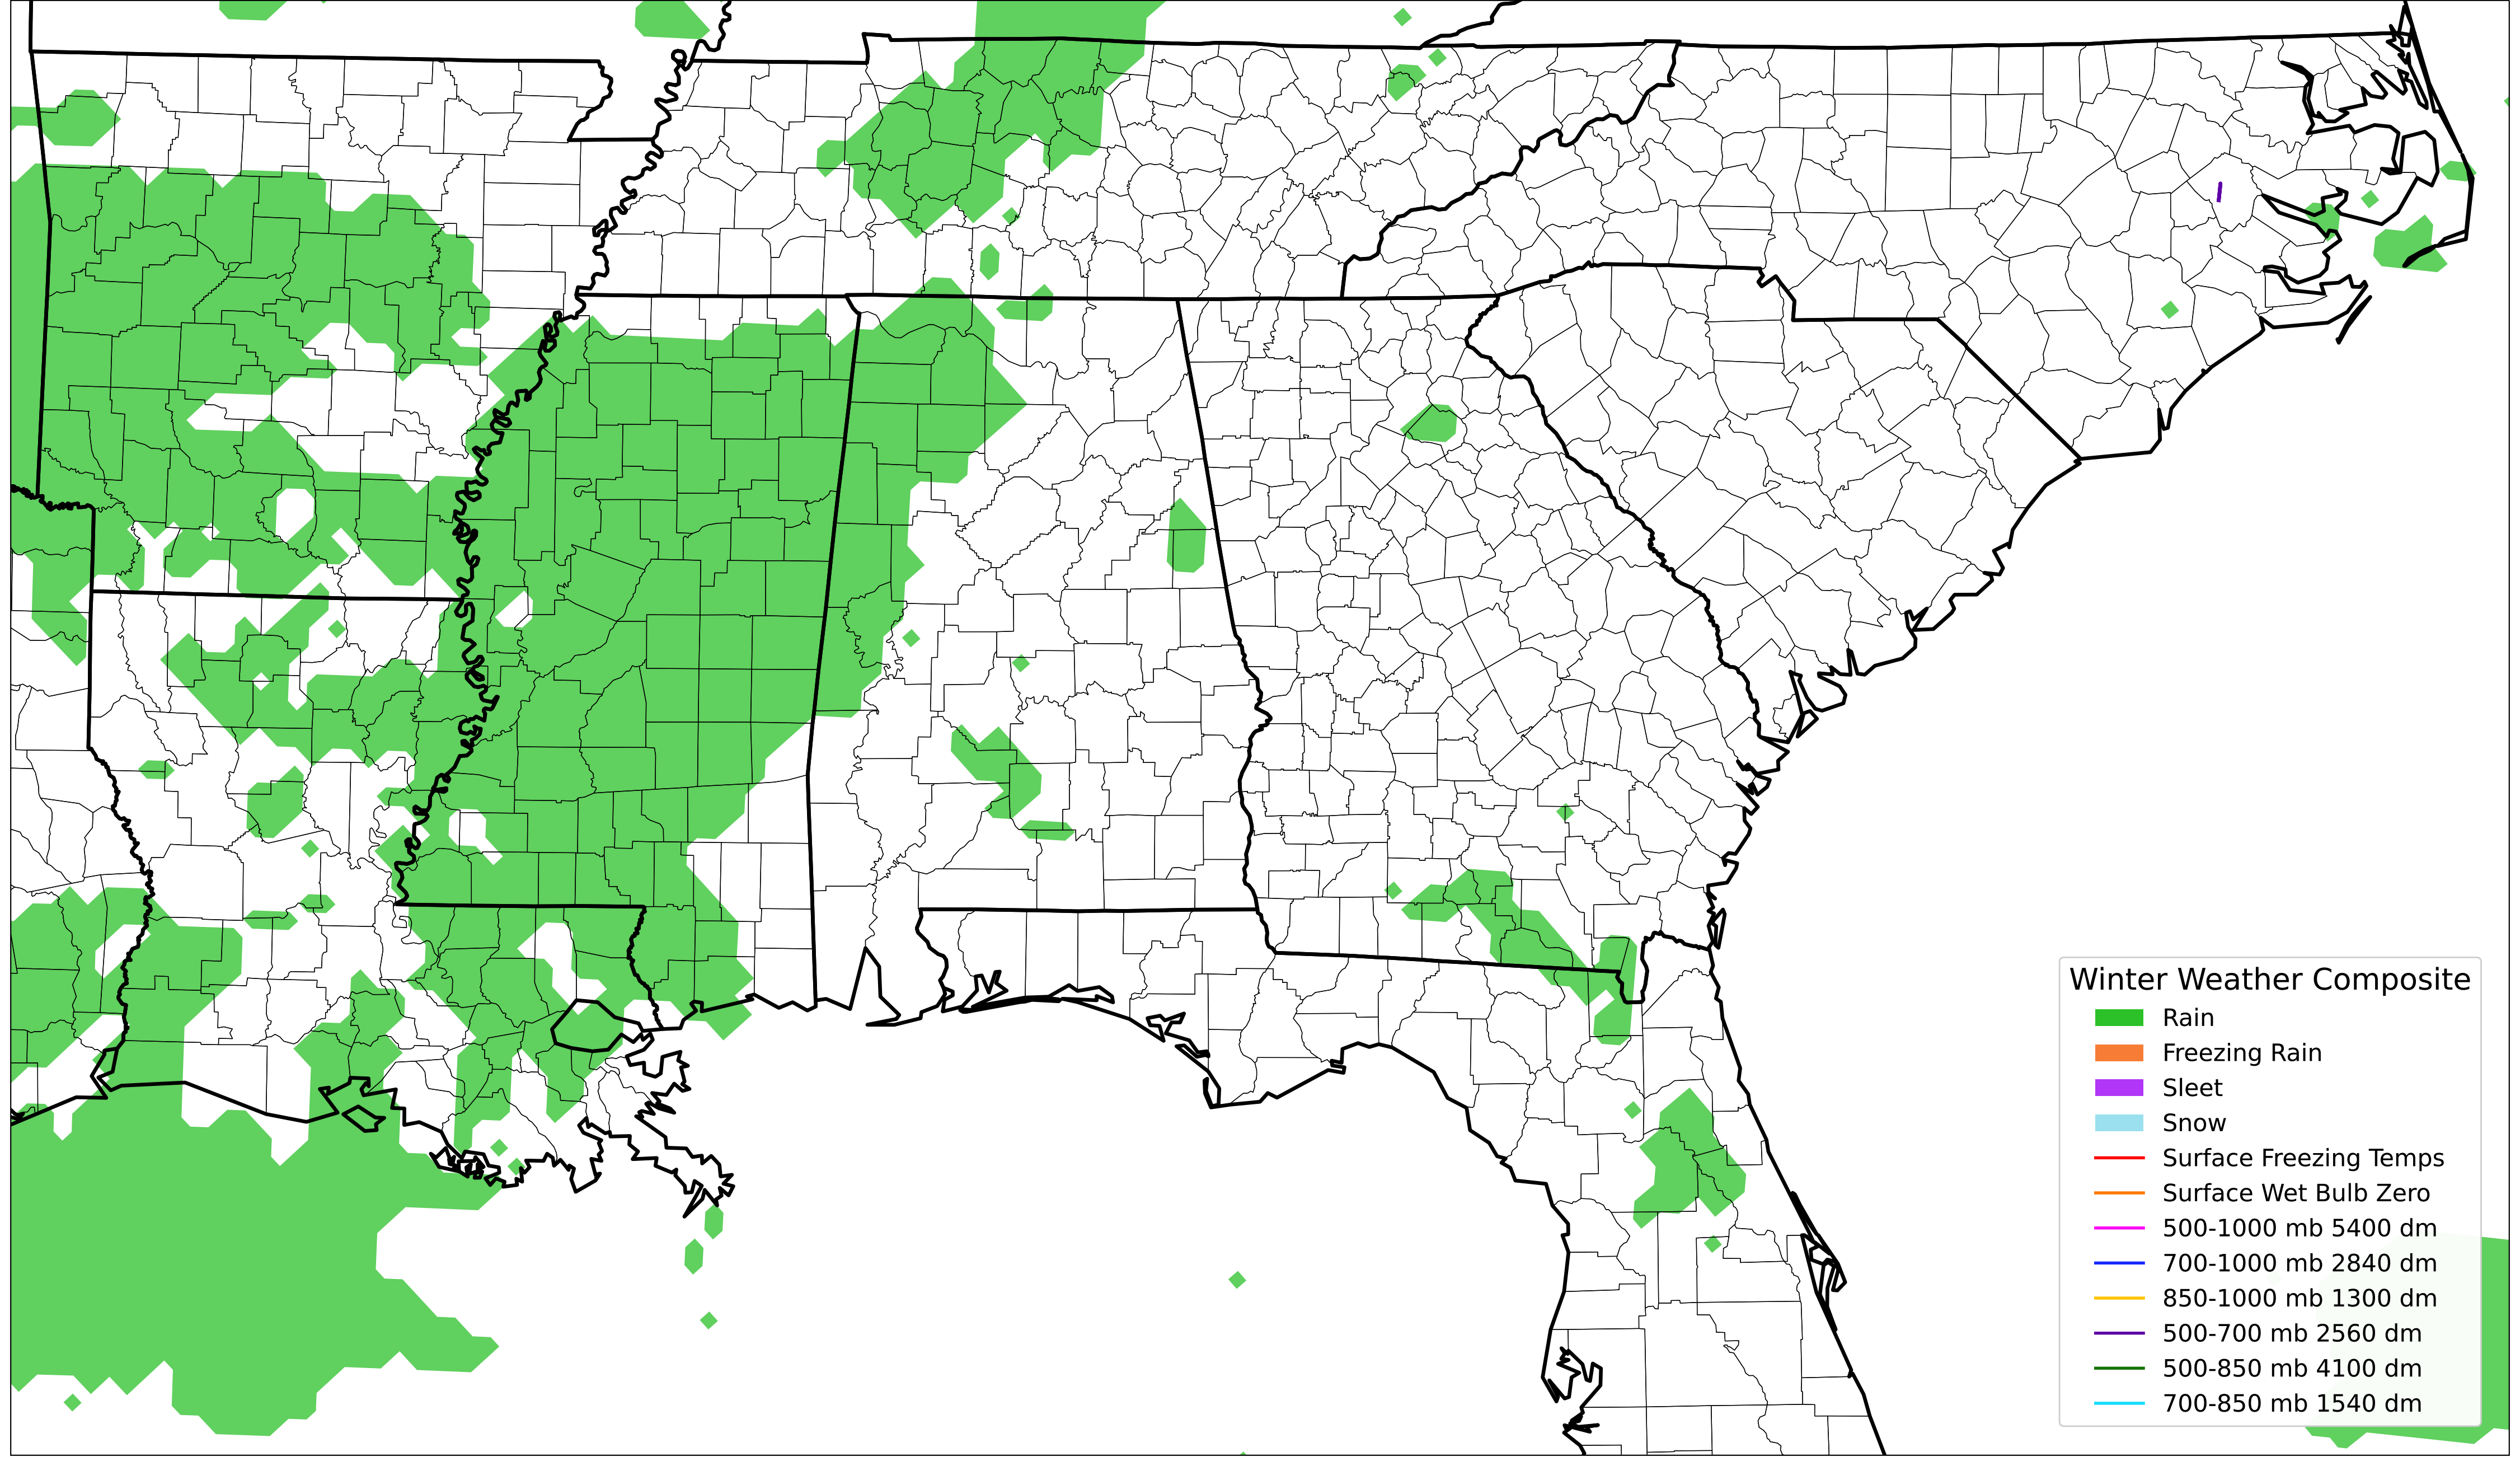 Winter Weather Composite
Rain
Freezing Rain
Sleet
Snow
Surface Freezing Temps
Surface Wet Bulb Zero
500-1000 mb 5400 dm
700-1000 mb 2840 dm
850-1000 mb 1300 dm
500-700 mb 2560 dm
500-850 mb 4100 dm
700-850 mb 1540 dm